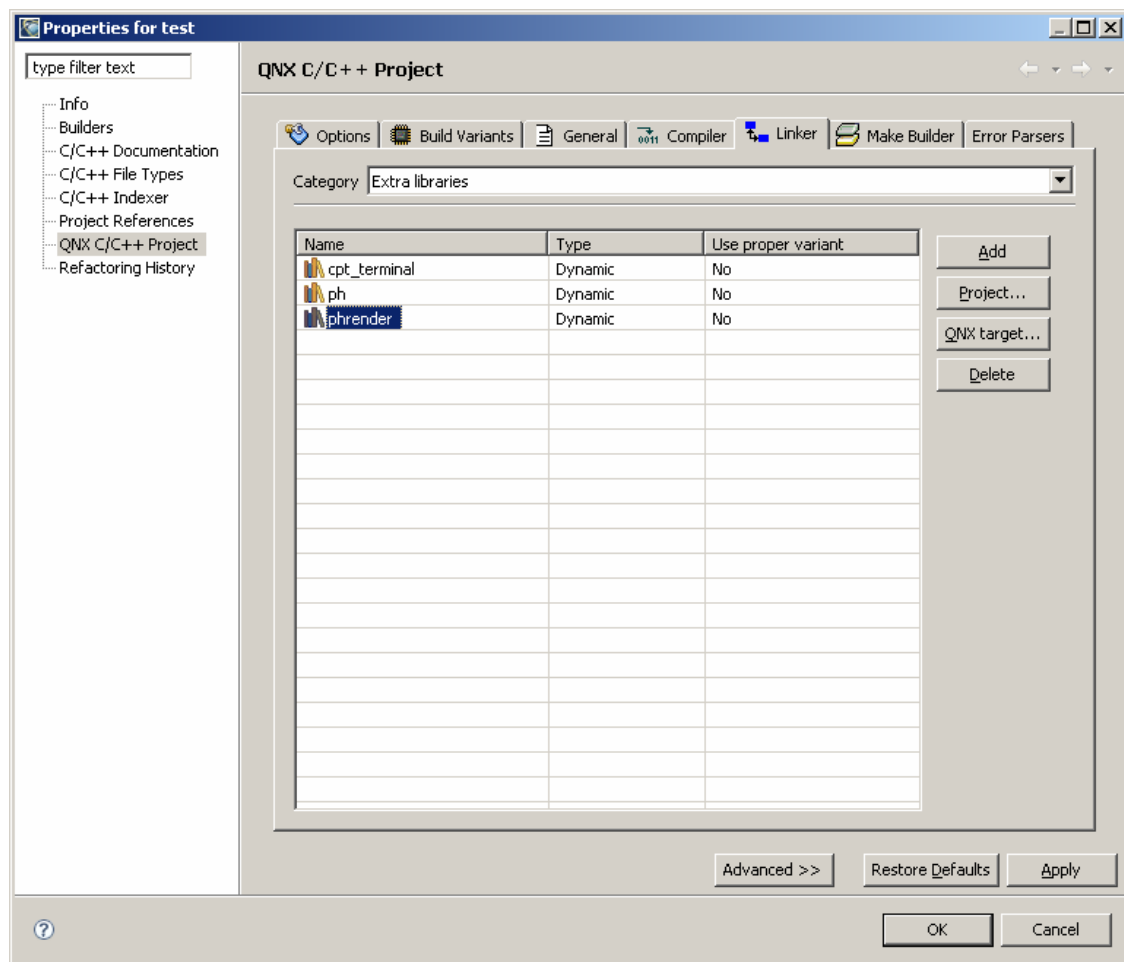 Properties for test
type filter text
QNX C/C++ Project
Info
Builders
C/C++ Documentation
C/C++ File Types
C/C++ Indexer
Project References
QNX C/C++ Project
Refactoring History
Options Build Variants General 0011 Compiler Linker Make Builder Error Parsers
Category Extra libraries
Name Type Use proper variant
cpt_terminal Dynamic No
ph Dynamic No
phrender Dynamic No
Add
Project...
QNX target...
Delete
Advanced >> Restore Defaults Apply
? OK Cancel